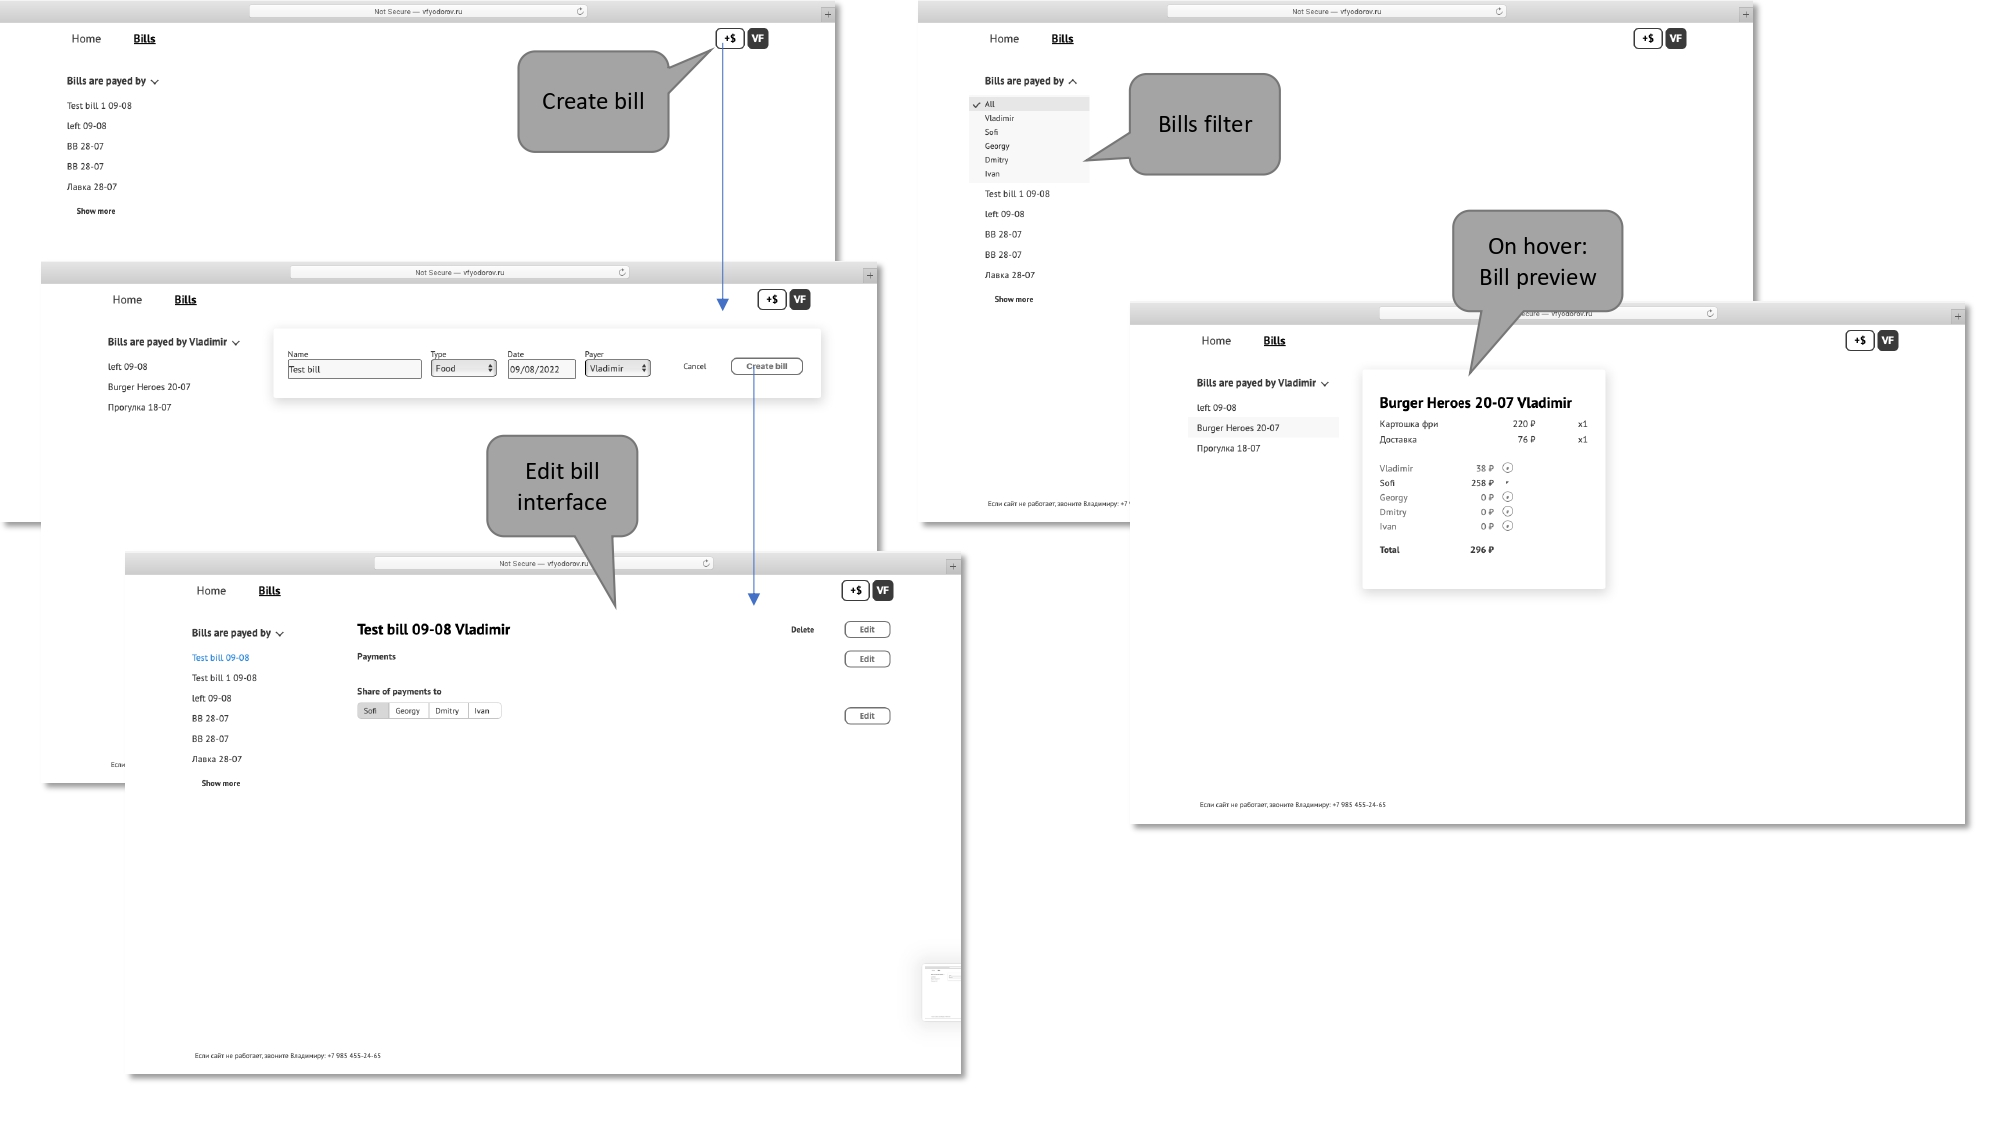 Not Secure — vfyodorov.ru
Home Bills +$ VF
Create bill
Bills are payed by
Test bill 1 09-08
left 09-08
BB 28-07
BB 28-07
Лавка 28-07
Show more
Not Secure — vfyodorov.ru
Home Bills +$ VF
Bills are payed by Vladimir
left 09-08
Burger Heroes 20-07
Прогулка 18-07
Name Type Date Payer
Test bill Food 09/08/2022 Vladimir Cancel Create bill
Если
Edit bill
interface
Not Secure — vfyodorov.ru
Home Bills +$ VF
Bills are payed by
Test bill 09-08
Test bill 1 09-08
left 09-08
BB 28-07
BB 28-07
Лавка 28-07
Show more
Test bill 09-08 Vladimir Delete Edit
Payments Edit
Share of payments to
Sofi Georgy Dmitry Ivan Edit
Если сайт не работает, звоните Владимиру: +7 985 455-24-65
Not Secure — vfyodorov.ru
Home Bills +$ VF
Bills are payed by
All
Vladimir
Sofi
Georgy
Dmitry
Ivan
Bills filter
Test bill 1 09-08
left 09-08
BB 28-07
BB 28-07
Лавка 28-07
Show more
Если сайт не работает, звоните Владимиру: +7
On hover:
Bill preview
ecure — vfyodorov.ru
Home Bills +$ VF
Bills are payed by Vladimir
left 09-08
Burger Heroes 20-07
Прогулка 18-07
Burger Heroes 20-07 Vladimir
Картошка фри 220 ₽ x1
Доставка 76 ₽ x1
Vladimir 38 ₽
Sofi 258 ₽
Georgy 0 ₽
Dmitry 0 ₽
Ivan 0 ₽
Total 296 ₽
Если сайт не работает, звоните Владимиру: +7 985 455-24-65